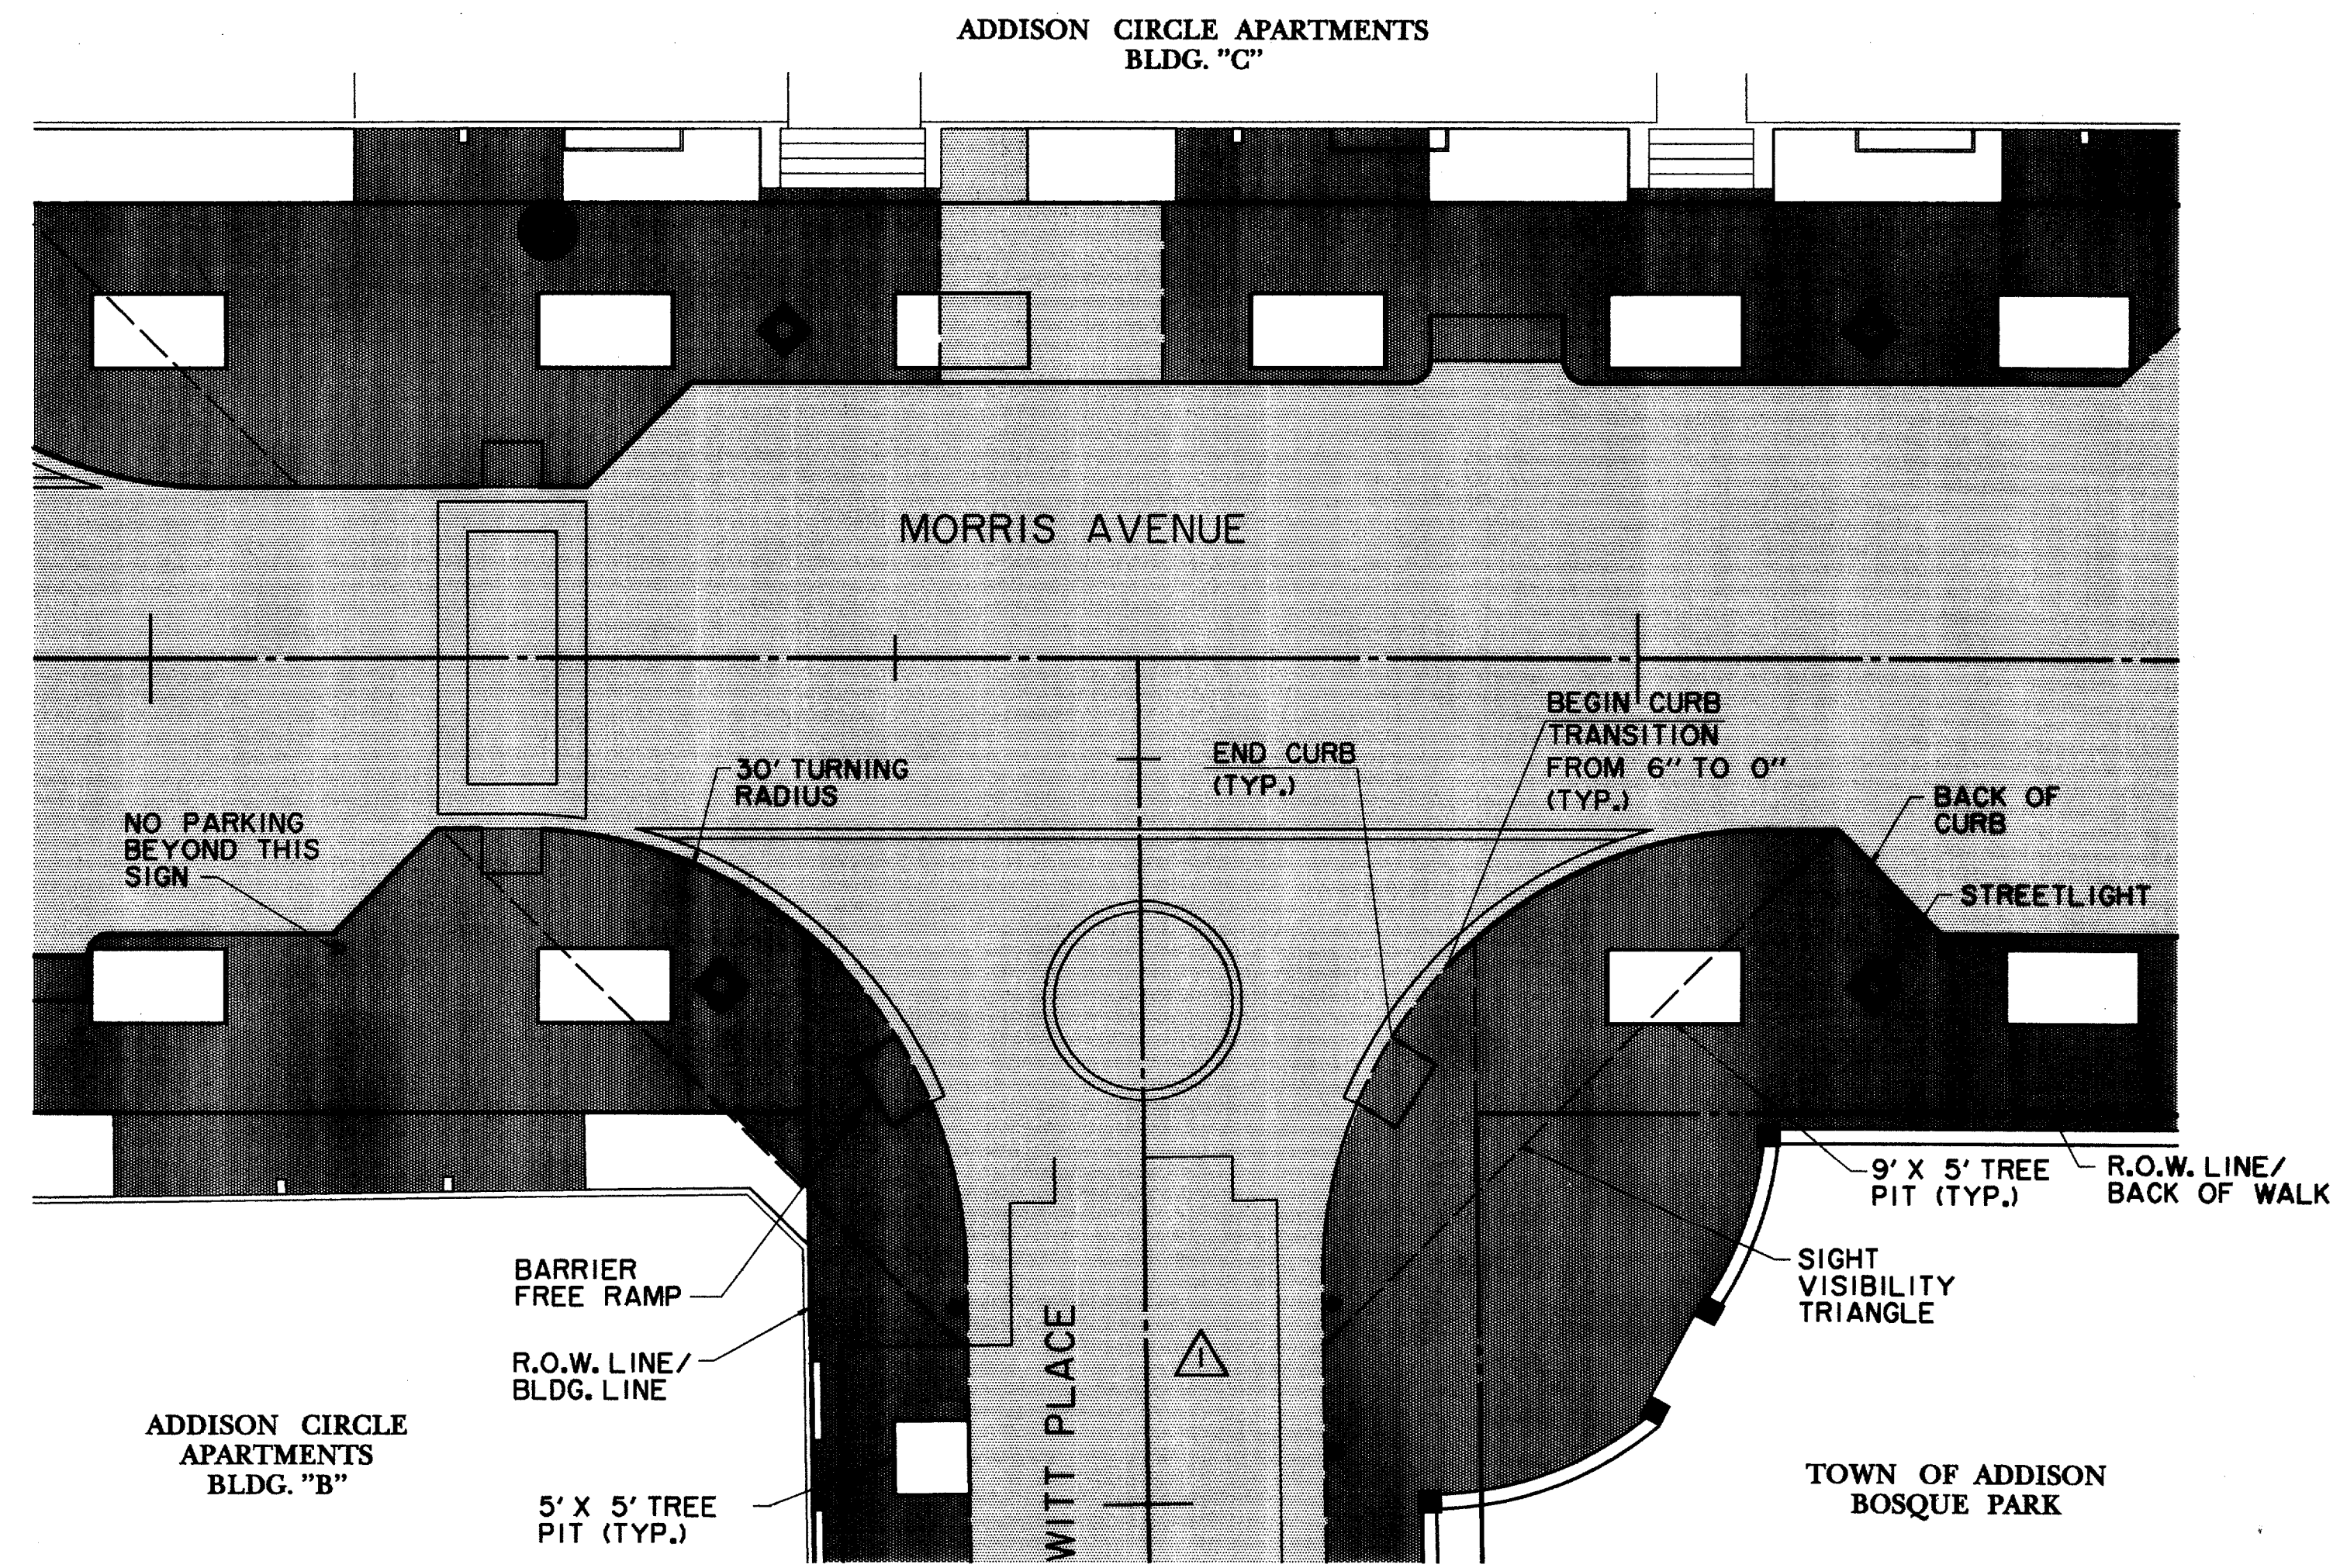 ADDISON CIRCLE APARTMENTS
BLDG. "C"
MORRIS AVENUE
BEGIN CURB
TRANSITION
FROM 6" TO 0"
(TYP.)
END CURB
(TYP.)
30' TURNING
RADIUS
BACK OF
CURB
NO PARKING
BEYOND THIS
SIGN
STREETLIGHT
9' X 5' TREE
PIT (TYP.)
R.O.W. LINE/
BACK OF WALK
SIGHT
VISIBILITY
TRIANGLE
BARRIER
FREE RAMP
R.O.W. LINE/
BLDG. LINE
WITT PLACE
1
ADDISON CIRCLE
APARTMENTS
BLDG. "B"
5' X 5' TREE
PIT (TYP.)
TOWN OF ADDISON
BOSQUE PARK